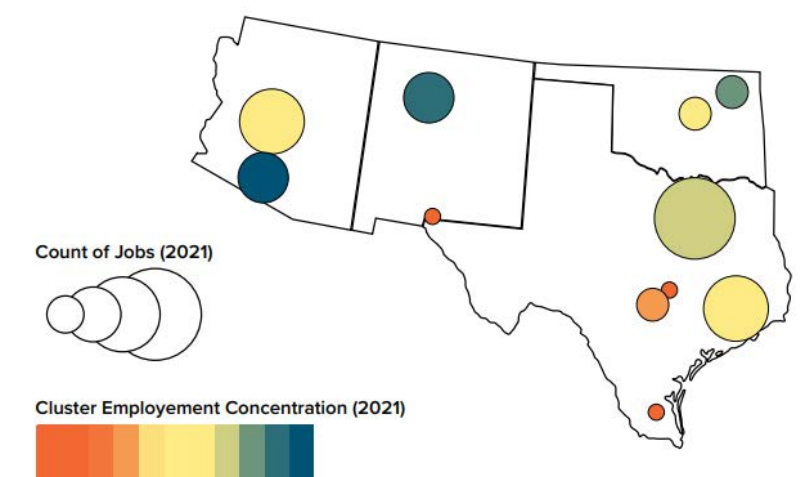 Count of Jobs (2021)
Cluster Employement Concentration (2021)